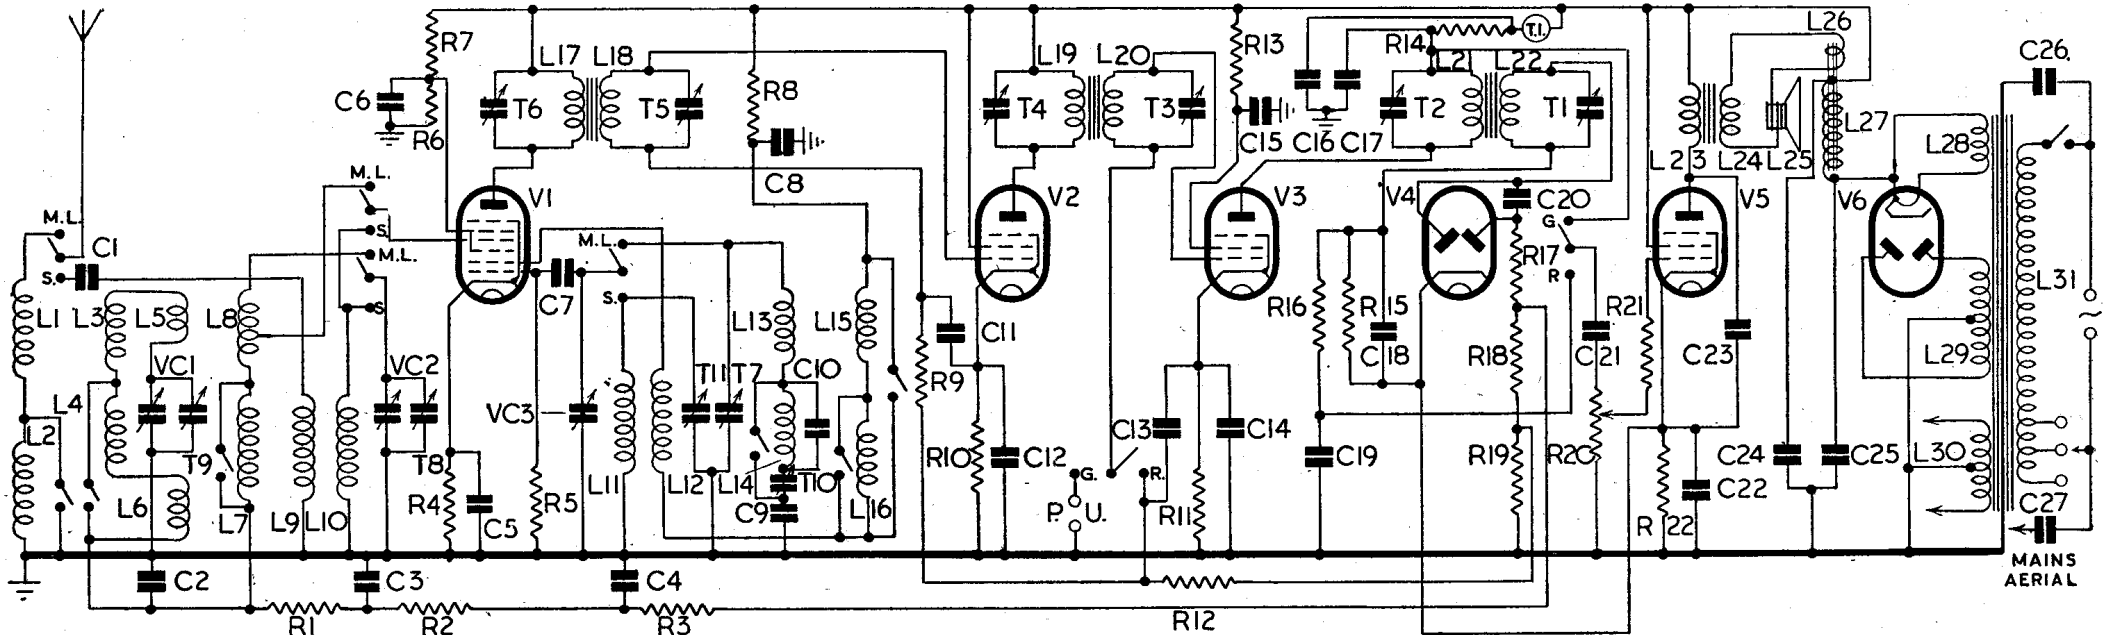 R7
L17 L18
L19 L20
R13
T.I.
R14
L21 L22
L26
C26
C6
R6
T6
T5
R8
T4
T3
C15 C16 C17
T2
T1
L27
L28
M.L.
V1
C8
V2
V3
V4
C20
L23 L24 L25
V5
V6
M.L.
C1
S.
S.
M.L.
M.L.
G
R17
R
L31
~
S.
C7
S
S.
R16
R15
C18
R21
C21
C23
L29
L1 L3 L5 L8
VC1
VC2
L13 L15
C11
R18
L4
L2
T9
T8
VC3
T11 T7
C10
R9
C13
C14
C19
R19
R20
C24 C25
L30
L6
L7
L9 L10
R4
C5
R5
L11 L12 L14
T10
C9
L16
R10
C12
G.
R.
P. U.
R11
R22
C22
C27
C2
C3
C4
MAINS
AERIAL
R1
R2
R3
R12